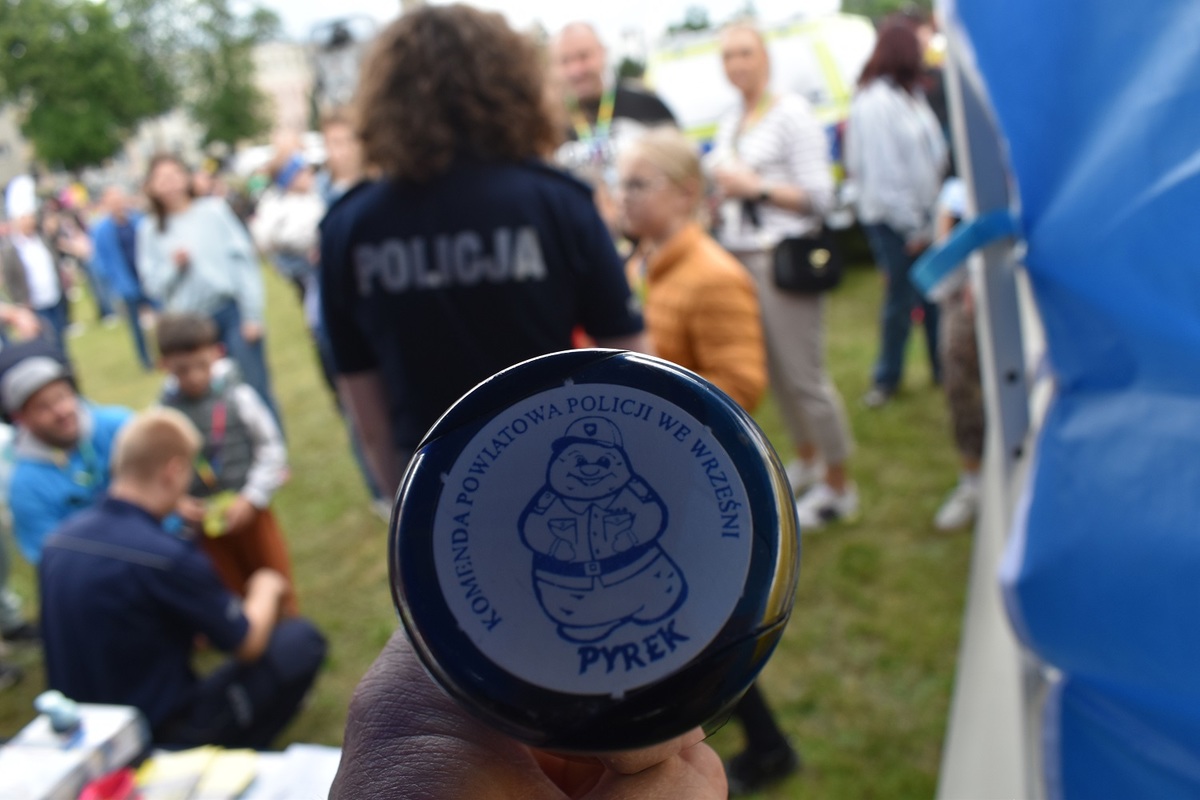 POLICJA
KOMENDA POWIATOWA POLICJI WE WRZEŚNI
PYREK